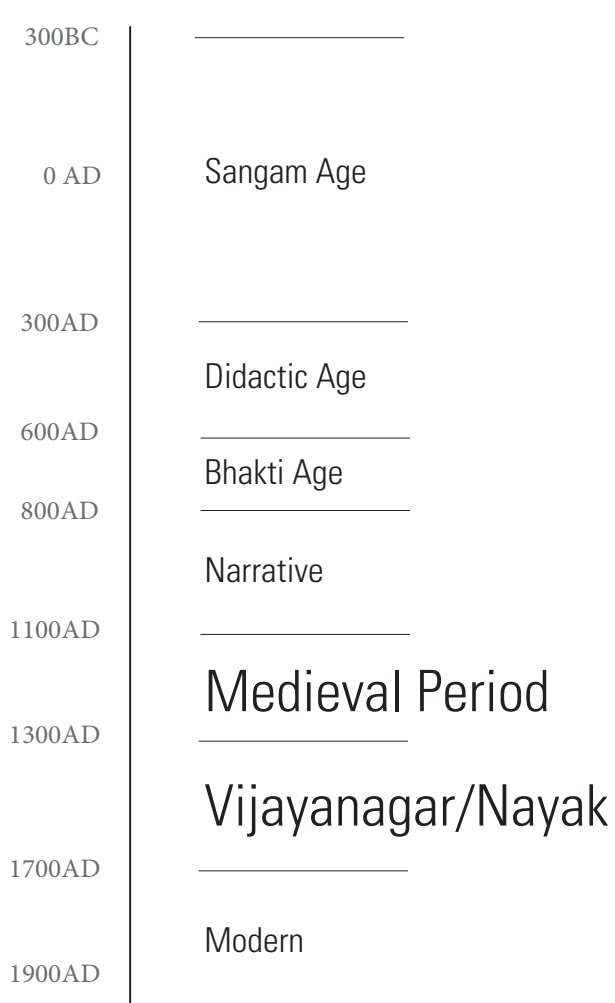 300BC
0 AD
Sangam Age
300AD
Didactic Age
600AD
Bhakti Age
800AD
Narrative
1100AD
Medieval Period
1300AD
Vijayanagar/Nayak
1700AD
Modern
1900AD